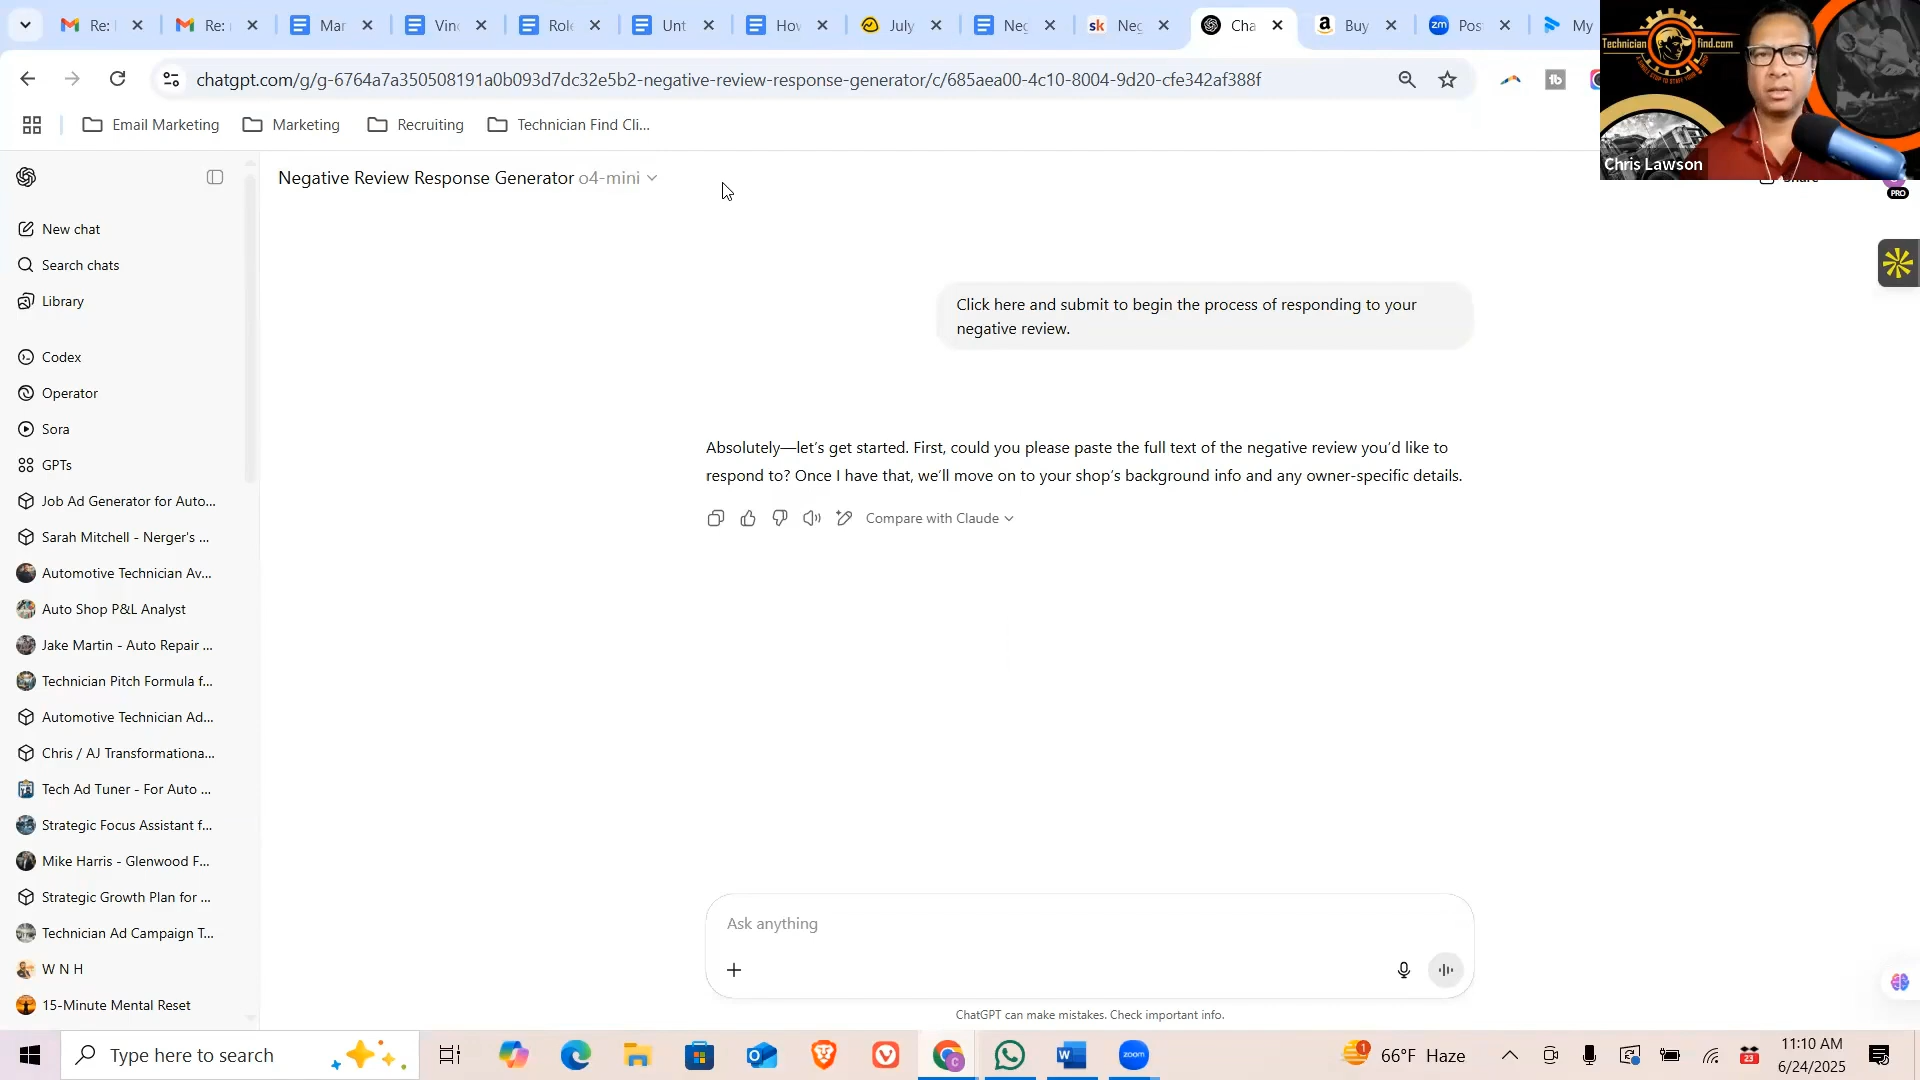 Re:
Re:
Mar
Vin
Role
Unt
Hov
July
Neg
sk
Neg
Cha
Buy
zm
Pos
My
chatgpt.com/g/g-6764a7a350508191a0b093d7dc32e5b2-negative-review-response-generator/c/685aea00-4c10-8004-9d20-cfe342af388f
Email Marketing
Marketing
Recruiting
Technician Find Cli...
Technician find.com
Chris Lawson
Negative Review Response Generator o4-mini
Share
PRO
New chat
Search chats
Library
Codex
Operator
Sora
GPTs
Job Ad Generator for Auto...
Sarah Mitchell - Nerger's ...
Automotive Technician Av...
Auto Shop P&L Analyst
Jake Martin - Auto Repair ...
Technician Pitch Formula f...
Automotive Technician Ad...
Chris / AJ Transformationa...
Tech Ad Tuner - For Auto ...
Strategic Focus Assistant f...
Mike Harris - Glenwood F...
Strategic Growth Plan for ...
Technician Ad Campaign T...
W N H
15-Minute Mental Reset
Click here and submit to begin the process of responding to your
negative review.
Absolutely—let's get started. First, could you please paste the full text of the negative review you'd like to
respond to? Once I have that, we'll move on to your shop's background info and any owner-specific details.
Compare with Claude
Ask anything
ChatGPT can make mistakes. Check important info.
Type here to search
zoom
1
66°F Haze
23
11:10 AM
6/24/2025